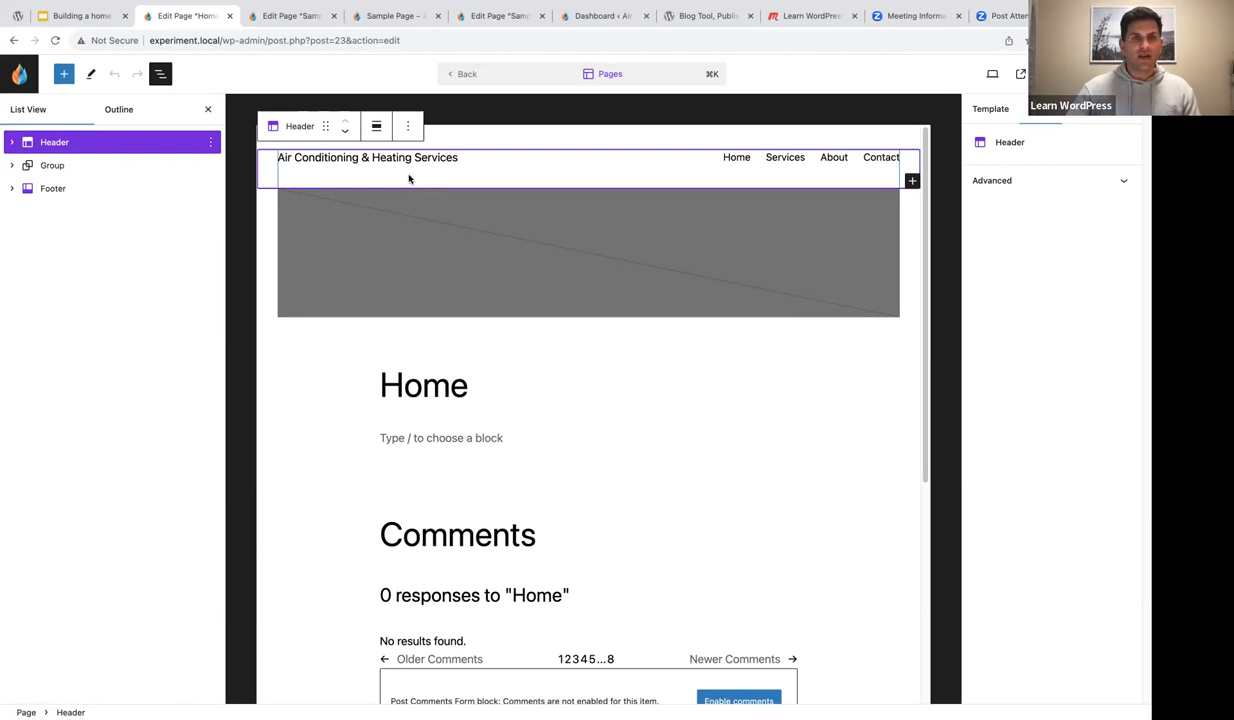 Building a home
Edit Page "Home
Edit Page "Samp
Sample Page – A
Edit Page "Samp
Dashboard ‹ Air
Blog Tool, Publis
Learn WordPress
Meeting Informa
Post Atten
Not Secure
experiment.local/wp-admin/post.php?post=23&action=edit
Back
Pages
⌘K
Learn WordPress
List View
Outline
Template
Header
Group
Footer
Header
Air Conditioning & Heating Services
Home
Services
About
Contact
Header
Advanced
Home
Type / to choose a block
Comments
0 responses to "Home"
No results found.
← Older Comments
12345...8
Newer Comments →
Post Comments Form block: Comments are not enabled for this item.
Enable comments
Page › Header